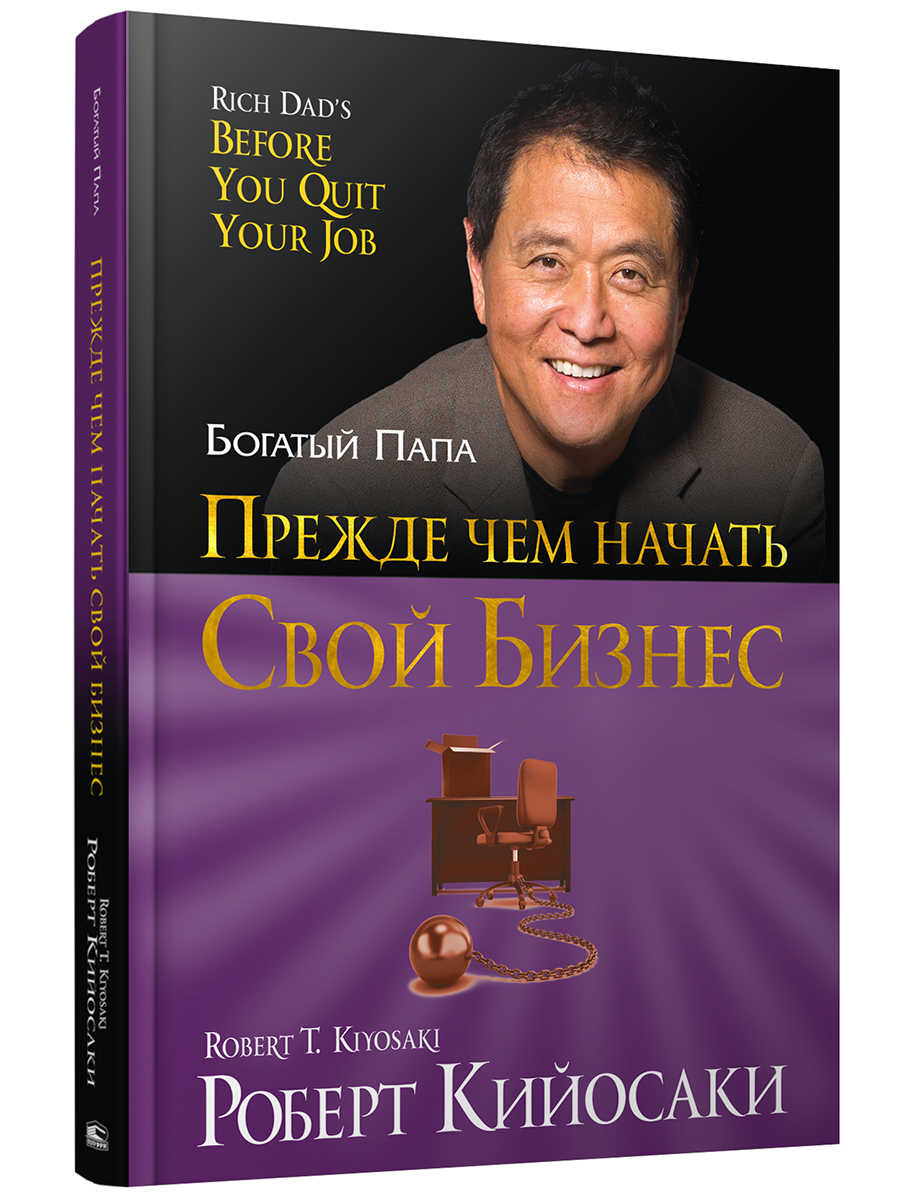 Rich Dad's
Before
You Quit
Your Job
Богатый Папа
Прежде чем начать
Свой Бизнес
Robert T. Kiyosaki
Роберт Кийосаки
Богатый Папа
Прежде чем начать свой бизнес
Robert T. Kiyosaki
Роберт Кийосаки
Попурри